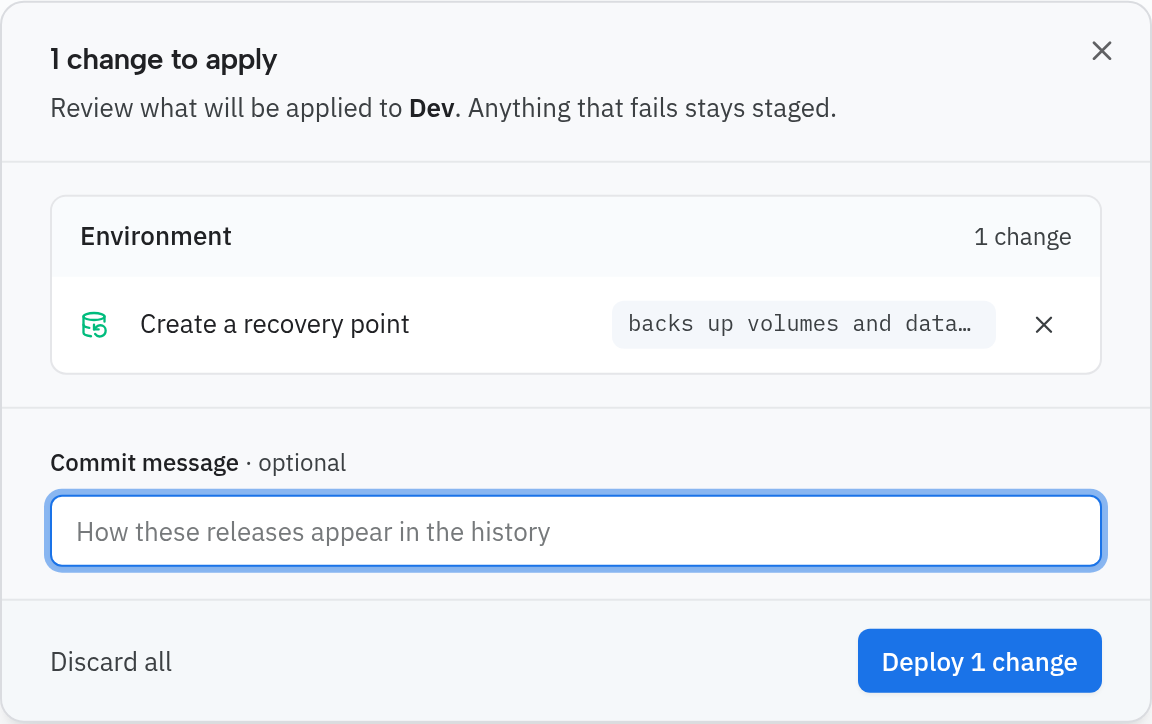 1 change to apply
Review what will be applied to Dev. Anything that fails stays staged.
Environment
1 change
Create a recovery point
backs up volumes and data…
Commit message · optional
How these releases appear in the history
Discard all
Deploy 1 change